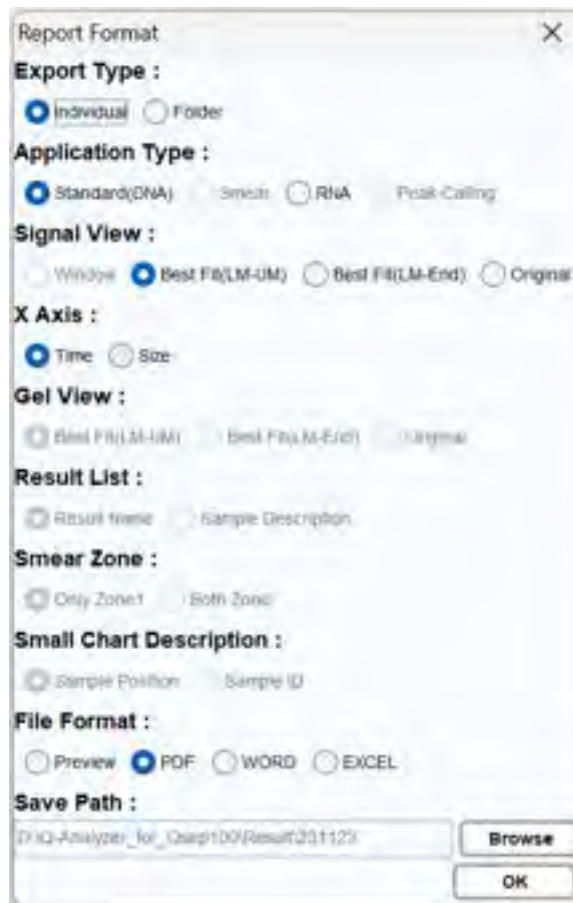 Report Format
Export Type :
Individual Folder
Application Type :
Standard(DNA) Smear RNA Peak-Calling
Signal View :
Window Best Fit(LM-UM) Best Fit(LM-End) Original
X Axis :
Time Size
Gel View :
Best Fit(LM-UM) Best Fit(LM-End) Original
Result List :
Result Name Sample Description
Smear Zone :
Only Zone1 Both Zone
Small Chart Description :
Sample Position Sample ID
File Format :
Preview PDF WORD EXCEL
Save Path :
D:\Q-Analyzer_for_Qsep100\Result\231123 Browse
OK